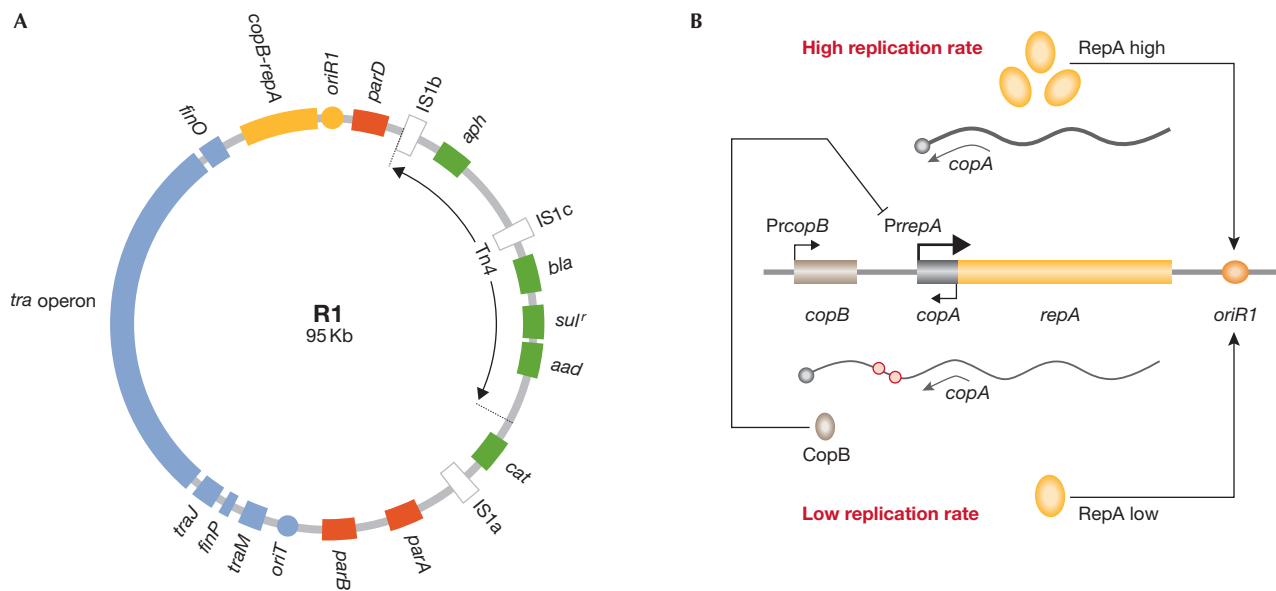 A
copB-repA
oriR1
parD
IS1b
aph
IS1c
bla
sulʳ
aad
cat
IS1a
parA
parB
oriT
traM
finP
traJ
tra operon
finO
Tn4
R1
95 Kb
B
High replication rate
RepA high
copA
PrcopB
PrrepA
copB
copA
repA
oriR1
copA
CopB
Low replication rate
RepA low